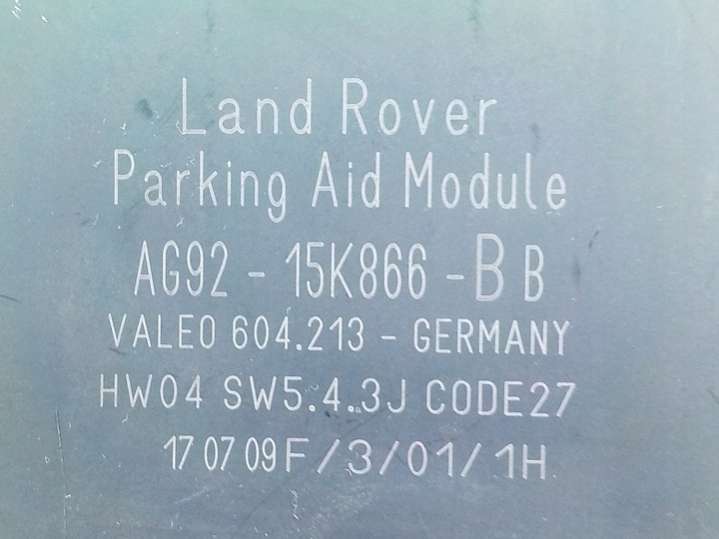 Land Rover
Parking Aid Module
AG92 - 15K866 - B B
VALEO 604.213 - GERMANY
HW04 SW5.4.3J CODE27
17 07 09 F/3/01/1H